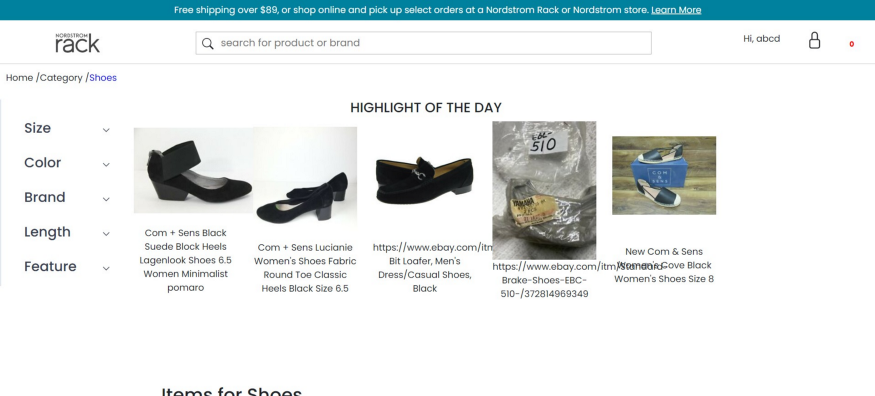 Free shipping over $89, or shop online and pick up select orders at a Nordstrom Rack or Nordstrom store. Learn More
NORDSTROM
rack
search for product or brand
Hi, abcd
0
Home /Category /Shoes
HIGHLIGHT OF THE DAY
Size
Color
Brand
Length
Feature
Com + Sens Black
Suede Block Heels
Lagenlook Shoes 6.5
Women Minimalist
pomaro
Com + Sens Lucianie
Women's Shoes Fabric
Round Toe Classic
Heels Black Size 6.5
https://www.ebay.com/itm
Bit Loafer, Men's
Dress/Casual Shoes,
Black
510
YAMAHA
https://www.ebay.com/itm/Standard-
Brake-Shoes-EBC-
510-/372814969349
COM
SENS
New Com & Sens
Women's Cove Black
Women's Shoes Size 8
Items for Shoes